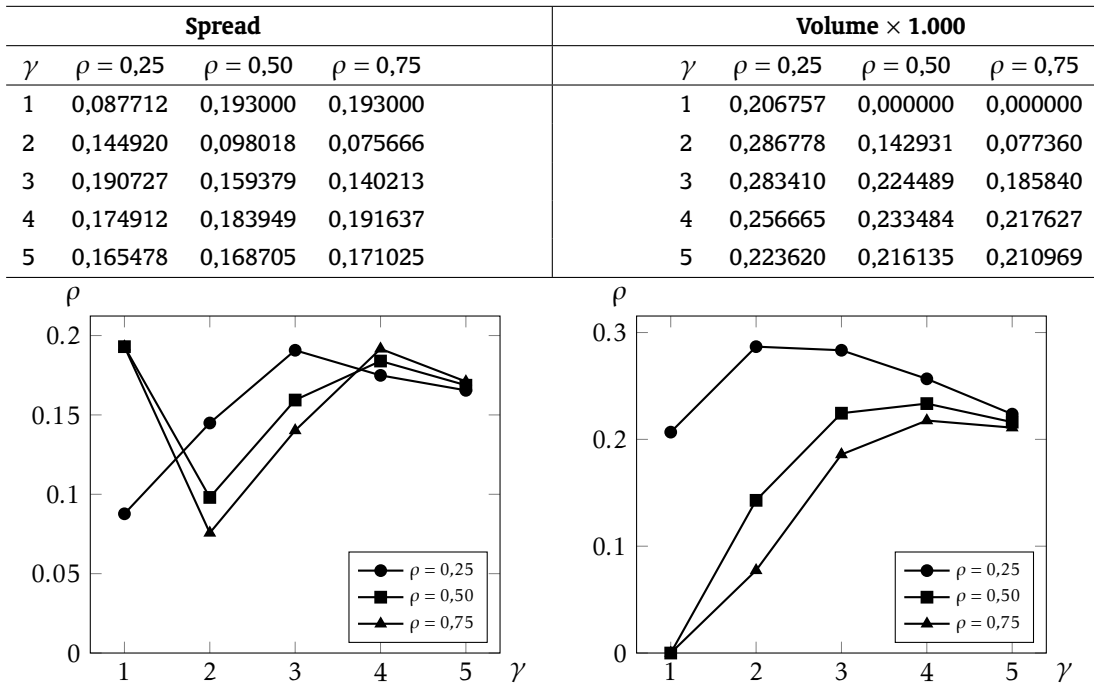 Spread Volume × 1.000
γ ρ = 0,25 ρ = 0,50 ρ = 0,75 γ ρ = 0,25 ρ = 0,50 ρ = 0,75
1 0,087712 0,193000 0,193000 1 0,206757 0,000000 0,000000
2 0,144920 0,098018 0,075666 2 0,286778 0,142931 0,077360
3 0,190727 0,159379 0,140213 3 0,283410 0,224489 0,185840
4 0,174912 0,183949 0,191637 4 0,256665 0,233484 0,217627
5 0,165478 0,168705 0,171025 5 0,223620 0,216135 0,210969
ρ
0.2
0.15
0.1
0.05
0
1 2 3 4 5 γ
ρ = 0,25
ρ = 0,50
ρ = 0,75
ρ
0.3
0.2
0.1
0
1 2 3 4 5 γ
ρ = 0,25
ρ = 0,50
ρ = 0,75